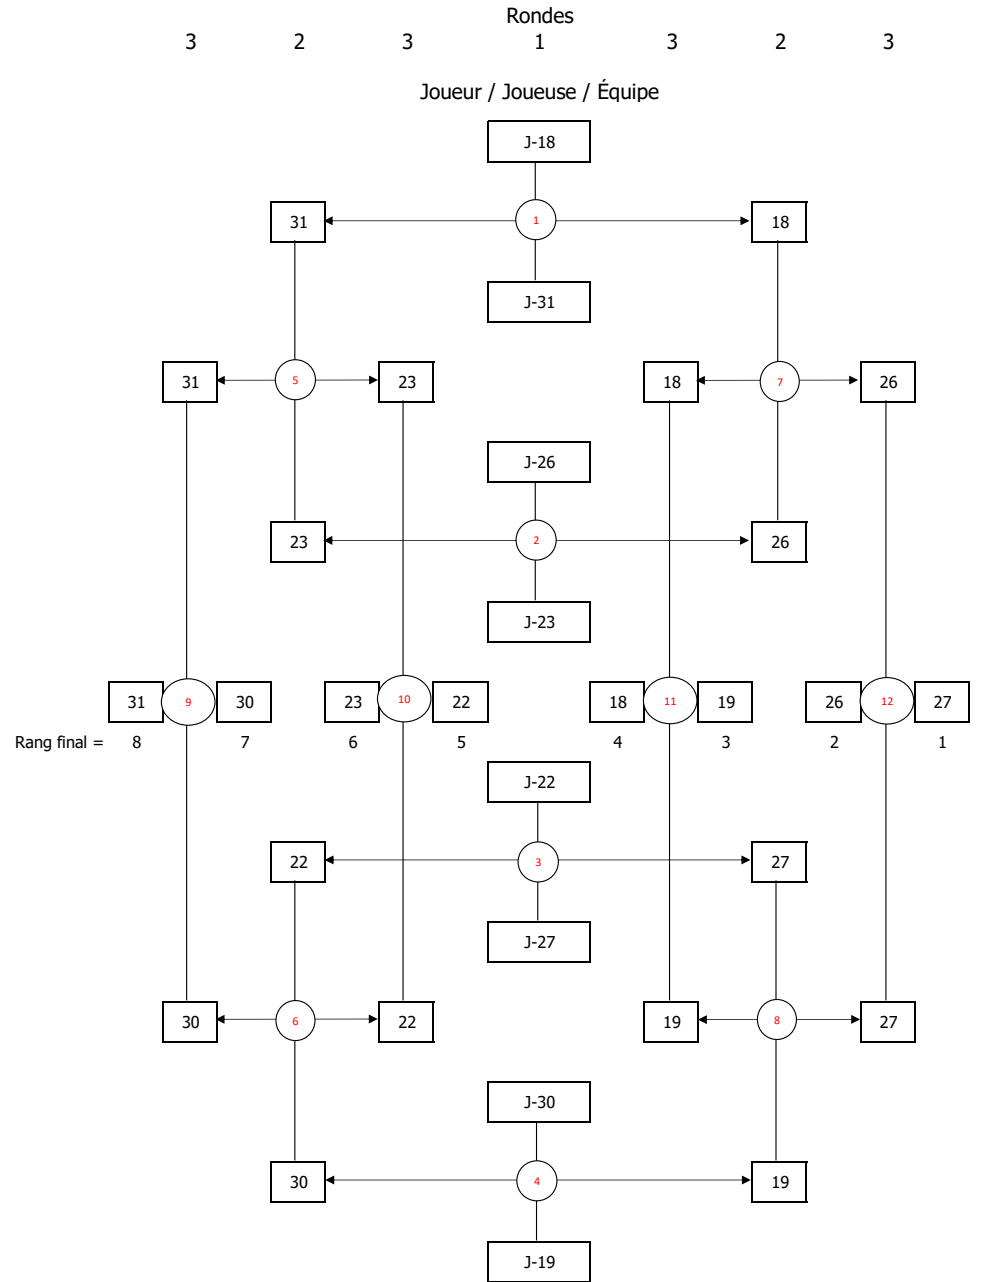 Rondes
3 2 3 1 3 2 3
Joueur / Joueuse / Équipe
J-18
31 1 18
J-31
31 5 23 18 7 26
J-26
23 2 26
J-23
31 9 30 23 10 22 18 11 19 26 12 27
Rang final = 8 7 6 5 4 3 2 1
J-22
22 3 27
J-27
30 6 22 19 8 27
J-30
30 4 19
J-19